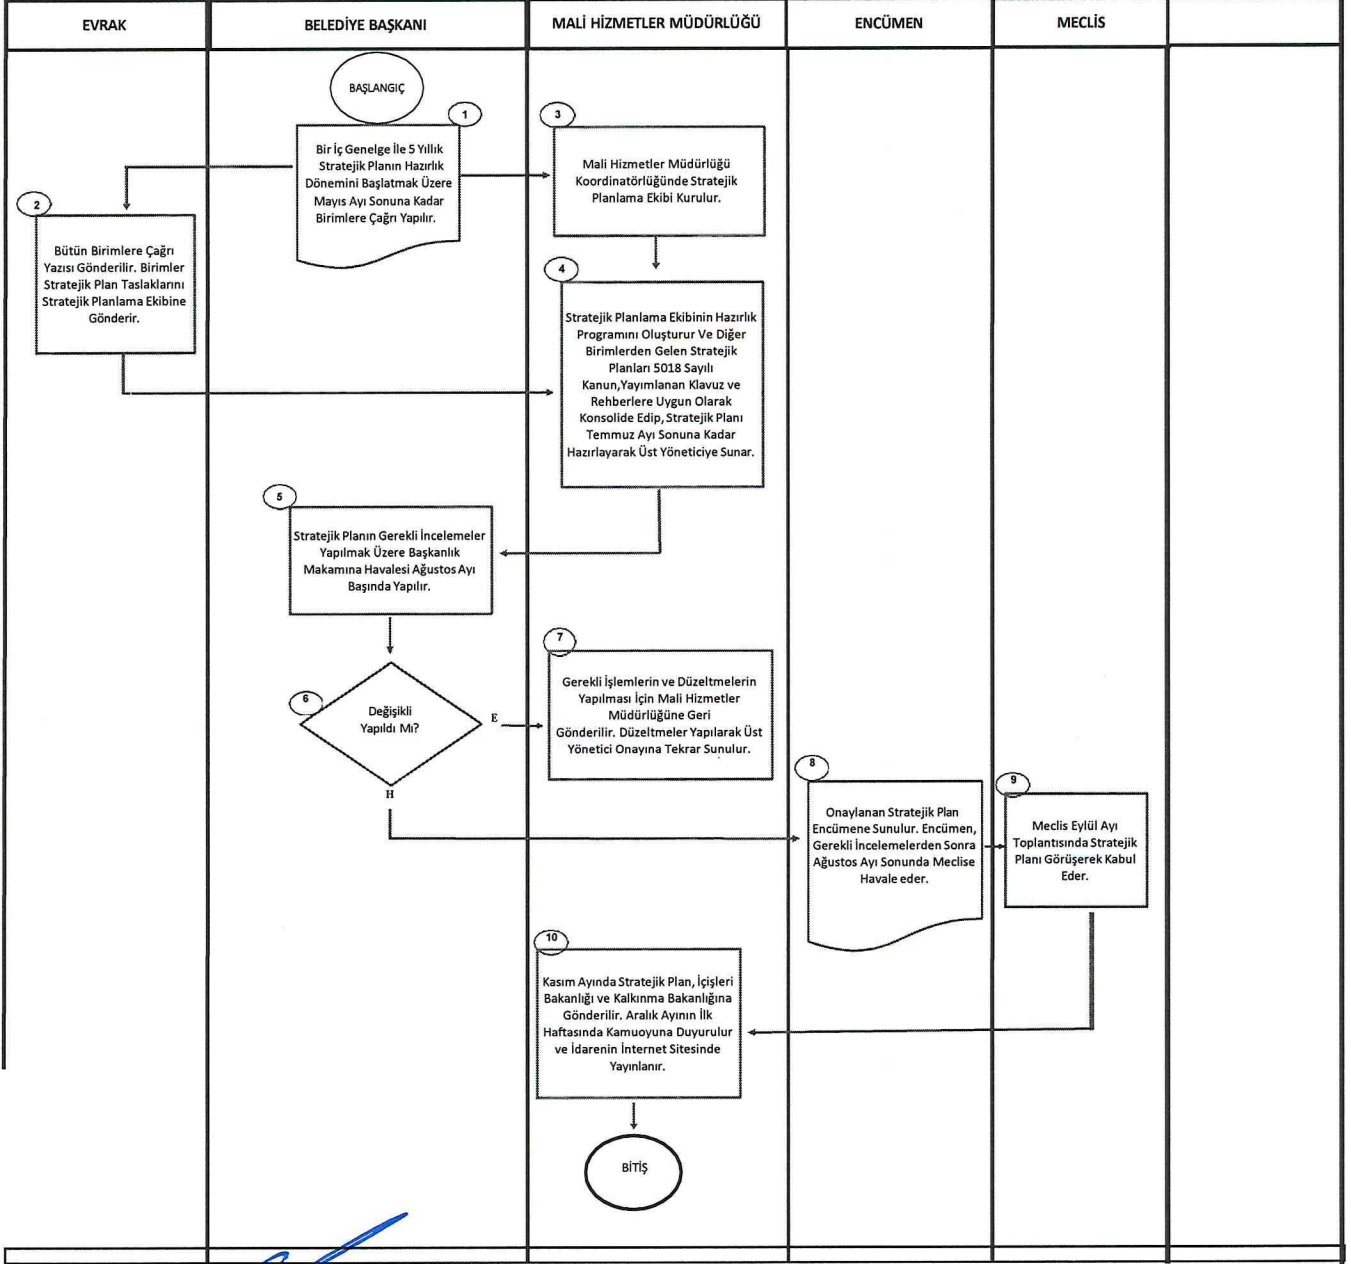 EVRAK
BELEDİYE BAŞKANI
MALİ HİZMETLER MÜDÜRLÜĞÜ
ENCÜMEN
MECLİS
BAŞLANGIÇ
1
Bir İç Genelge İle 5 Yıllık
Stratejik Planın Hazırlık
Dönemini Başlatmak Üzere
Mayıs Ayı Sonuna Kadar
Birimlere Çağrı Yapılır.
3
Mali Hizmetler Müdürlüğü
Koordinatörlüğünde Stratejik
Planlama Ekibi Kurulur.
2
Bütün Birimlere Çağrı
Yazısı Gönderilir. Birimler
Stratejik Plan Taslaklarını
Stratejik Planlama Ekibine
Gönderir.
4
Stratejik Planlama Ekibinin Hazırlık
Programını Oluşturur Ve Diğer
Birimlerden Gelen Stratejik
Planları 5018 Sayılı
Kanun,Yayımlanan Klavuz ve
Rehberlere Uygun Olarak
Konsolide Edip,Stratejik Planı
Temmuz Ayı Sonuna Kadar
Hazırlayarak Üst Yöneticiye Sunar.
5
Stratejik Planın Gerekli İncelemeler
Yapılmak Üzere Başkanlık
Makamına Havalesi Ağustos Ayı
Başında Yapılır.
6
Değişikli
Yapıldı Mı?
E
H
7
Gerekli İşlemlerin ve Düzeltmelerin
Yapılması İçin Mali Hizmetler
Müdürlüğüne Geri
Gönderilir. Düzeltmeler Yapılarak Üst
Yönetici Onayına Tekrar Sunulur.
8
Onaylanan Stratejik Plan
Encümene Sunulur. Encümen,
Gerekli İncelemelerden Sonra
Ağustos Ayı Sonunda Meclise
Havale eder.
9
Meclis Eylül Ayı
Toplantısında Stratejik
Planı Görüşerek Kabul
Eder.
10
Kasım Ayında Stratejik Plan, İçişleri
Bakanlığı ve Kalkınma Bakanlığına
Gönderilir. Aralık Ayının İlk
Haftasında Kamuoyuna Duyurulur
ve İdarenin İnternet Sitesinde
Yayınlanır.
BİTİŞ